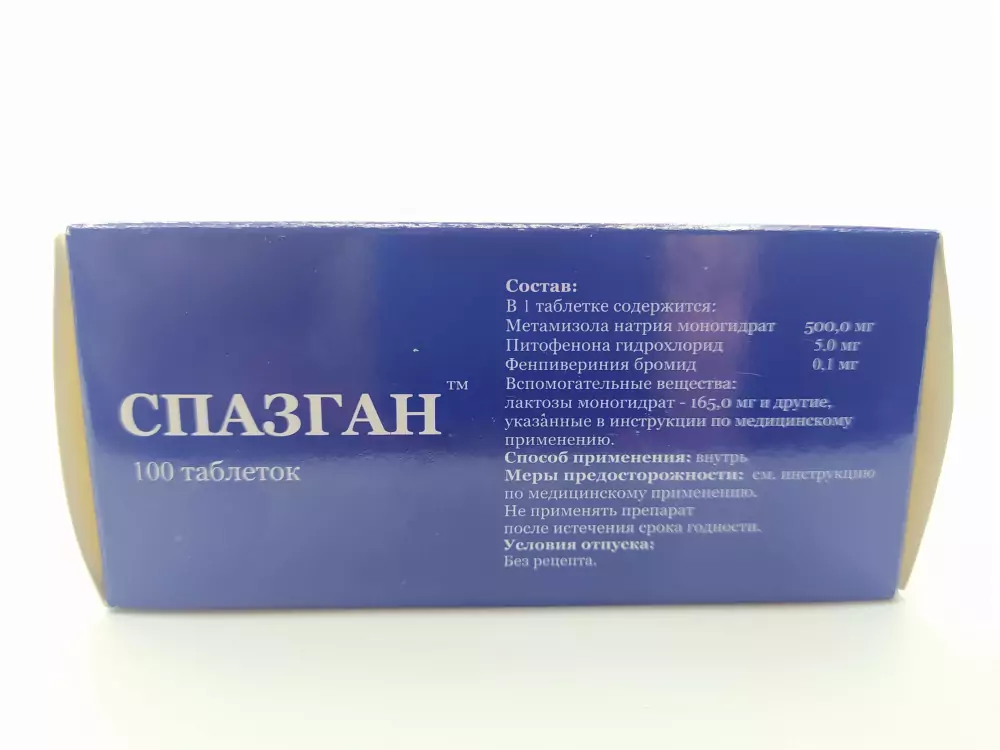 СПАЗГАН™
100 таблеток
Состав:
В 1 таблетке содержится:
Метамизола натрия моногидрат 500,0 мг
Питофенона гидрохлорид 5.0 мг
Фенпивериния бромид 0,1 мг
Вспомогательные вещества:
лактозы моногидрат - 165,0 мг и другие,
указанные в инструкции по медицинскому
применению.
Способ применения: внутрь
Меры предосторожности: см. инструкцию
по медицинскому применению.
Не применять препарат
после истечения срока годности.
Условия отпуска:
Без рецепта.